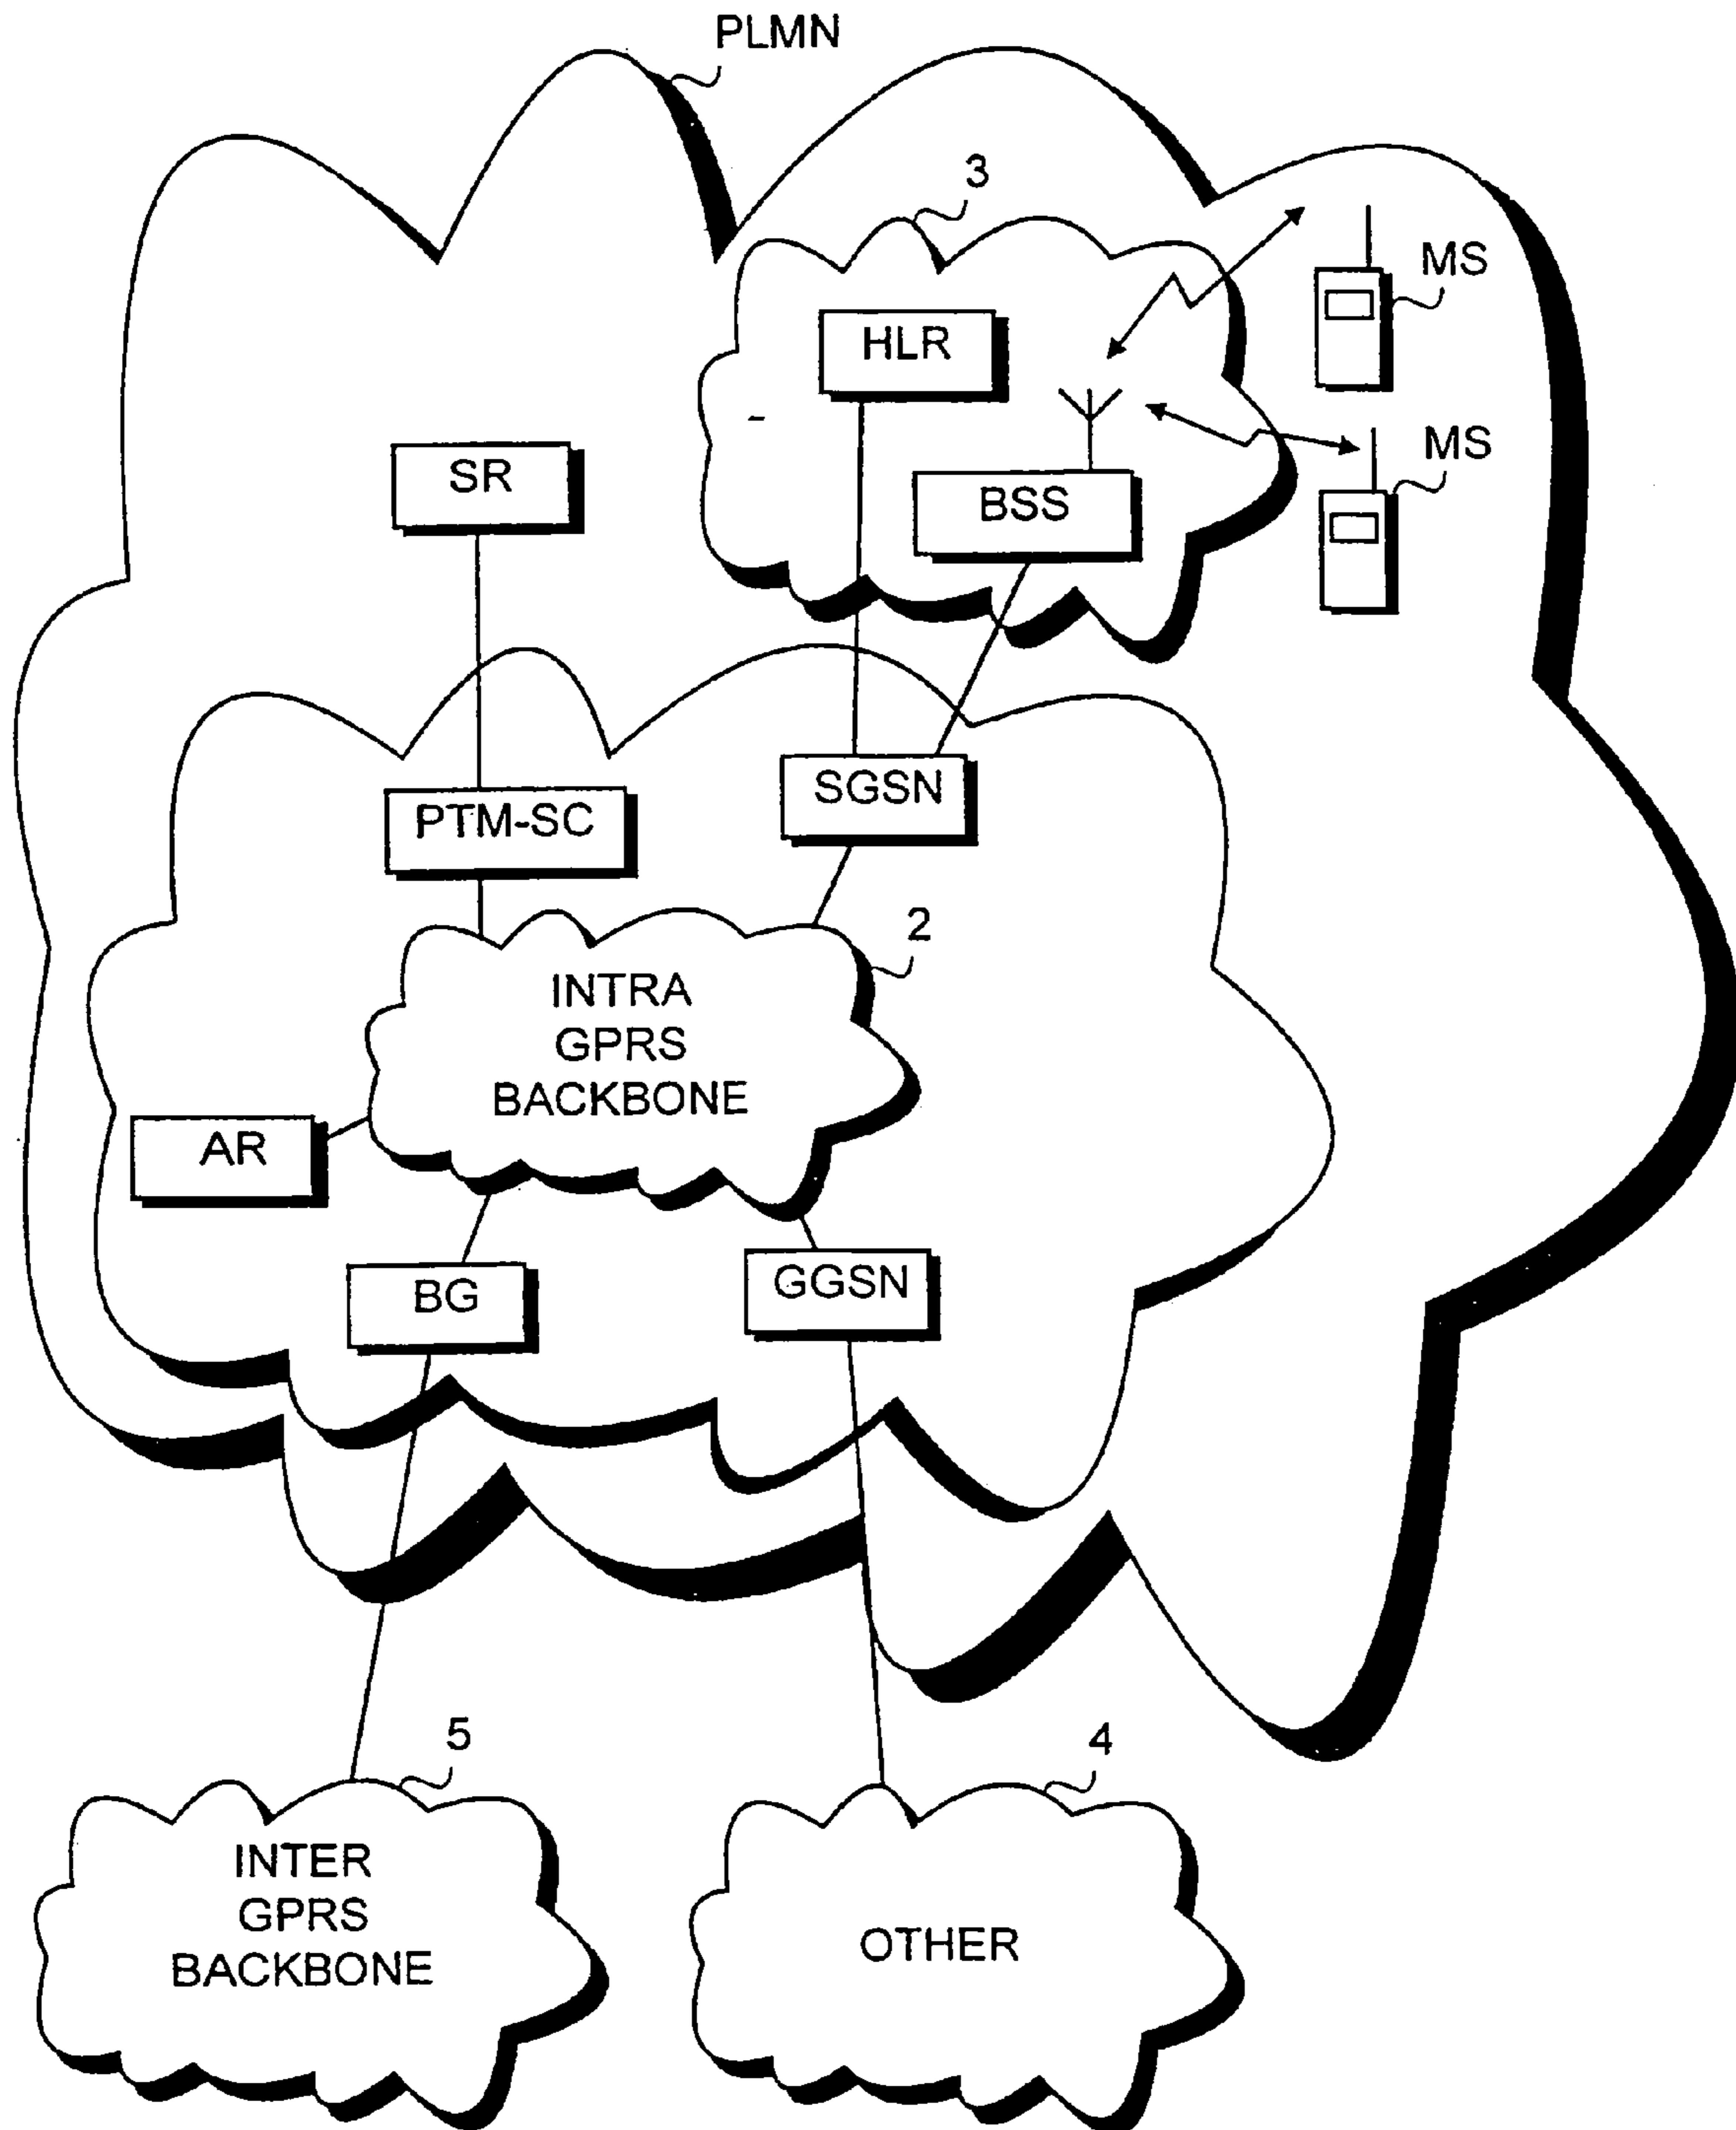 PLMN
3
MS
HLR
MS
SR
BSS
SGSN
PTM-SC
2
INTRA
GPRS
BACKBONE
AR
BG
GGSN
5
4
INTER
GPRS
BACKBONE
OTHER